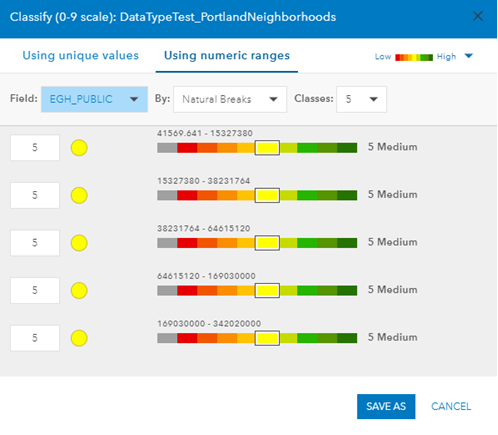 Classify (0-9 scale): DataTypeTest_PortlandNeighborhoods
Using unique values Using numeric ranges Low High
Field: EGH_PUBLIC By: Natural Breaks Classes: 5
41569.641 - 15327380
5 5 Medium
15327380 - 38231764
5 5 Medium
38231764 - 64615120
5 5 Medium
64615120 - 169030000
5 5 Medium
169030000 - 342020000
5 5 Medium
SAVE AS CANCEL